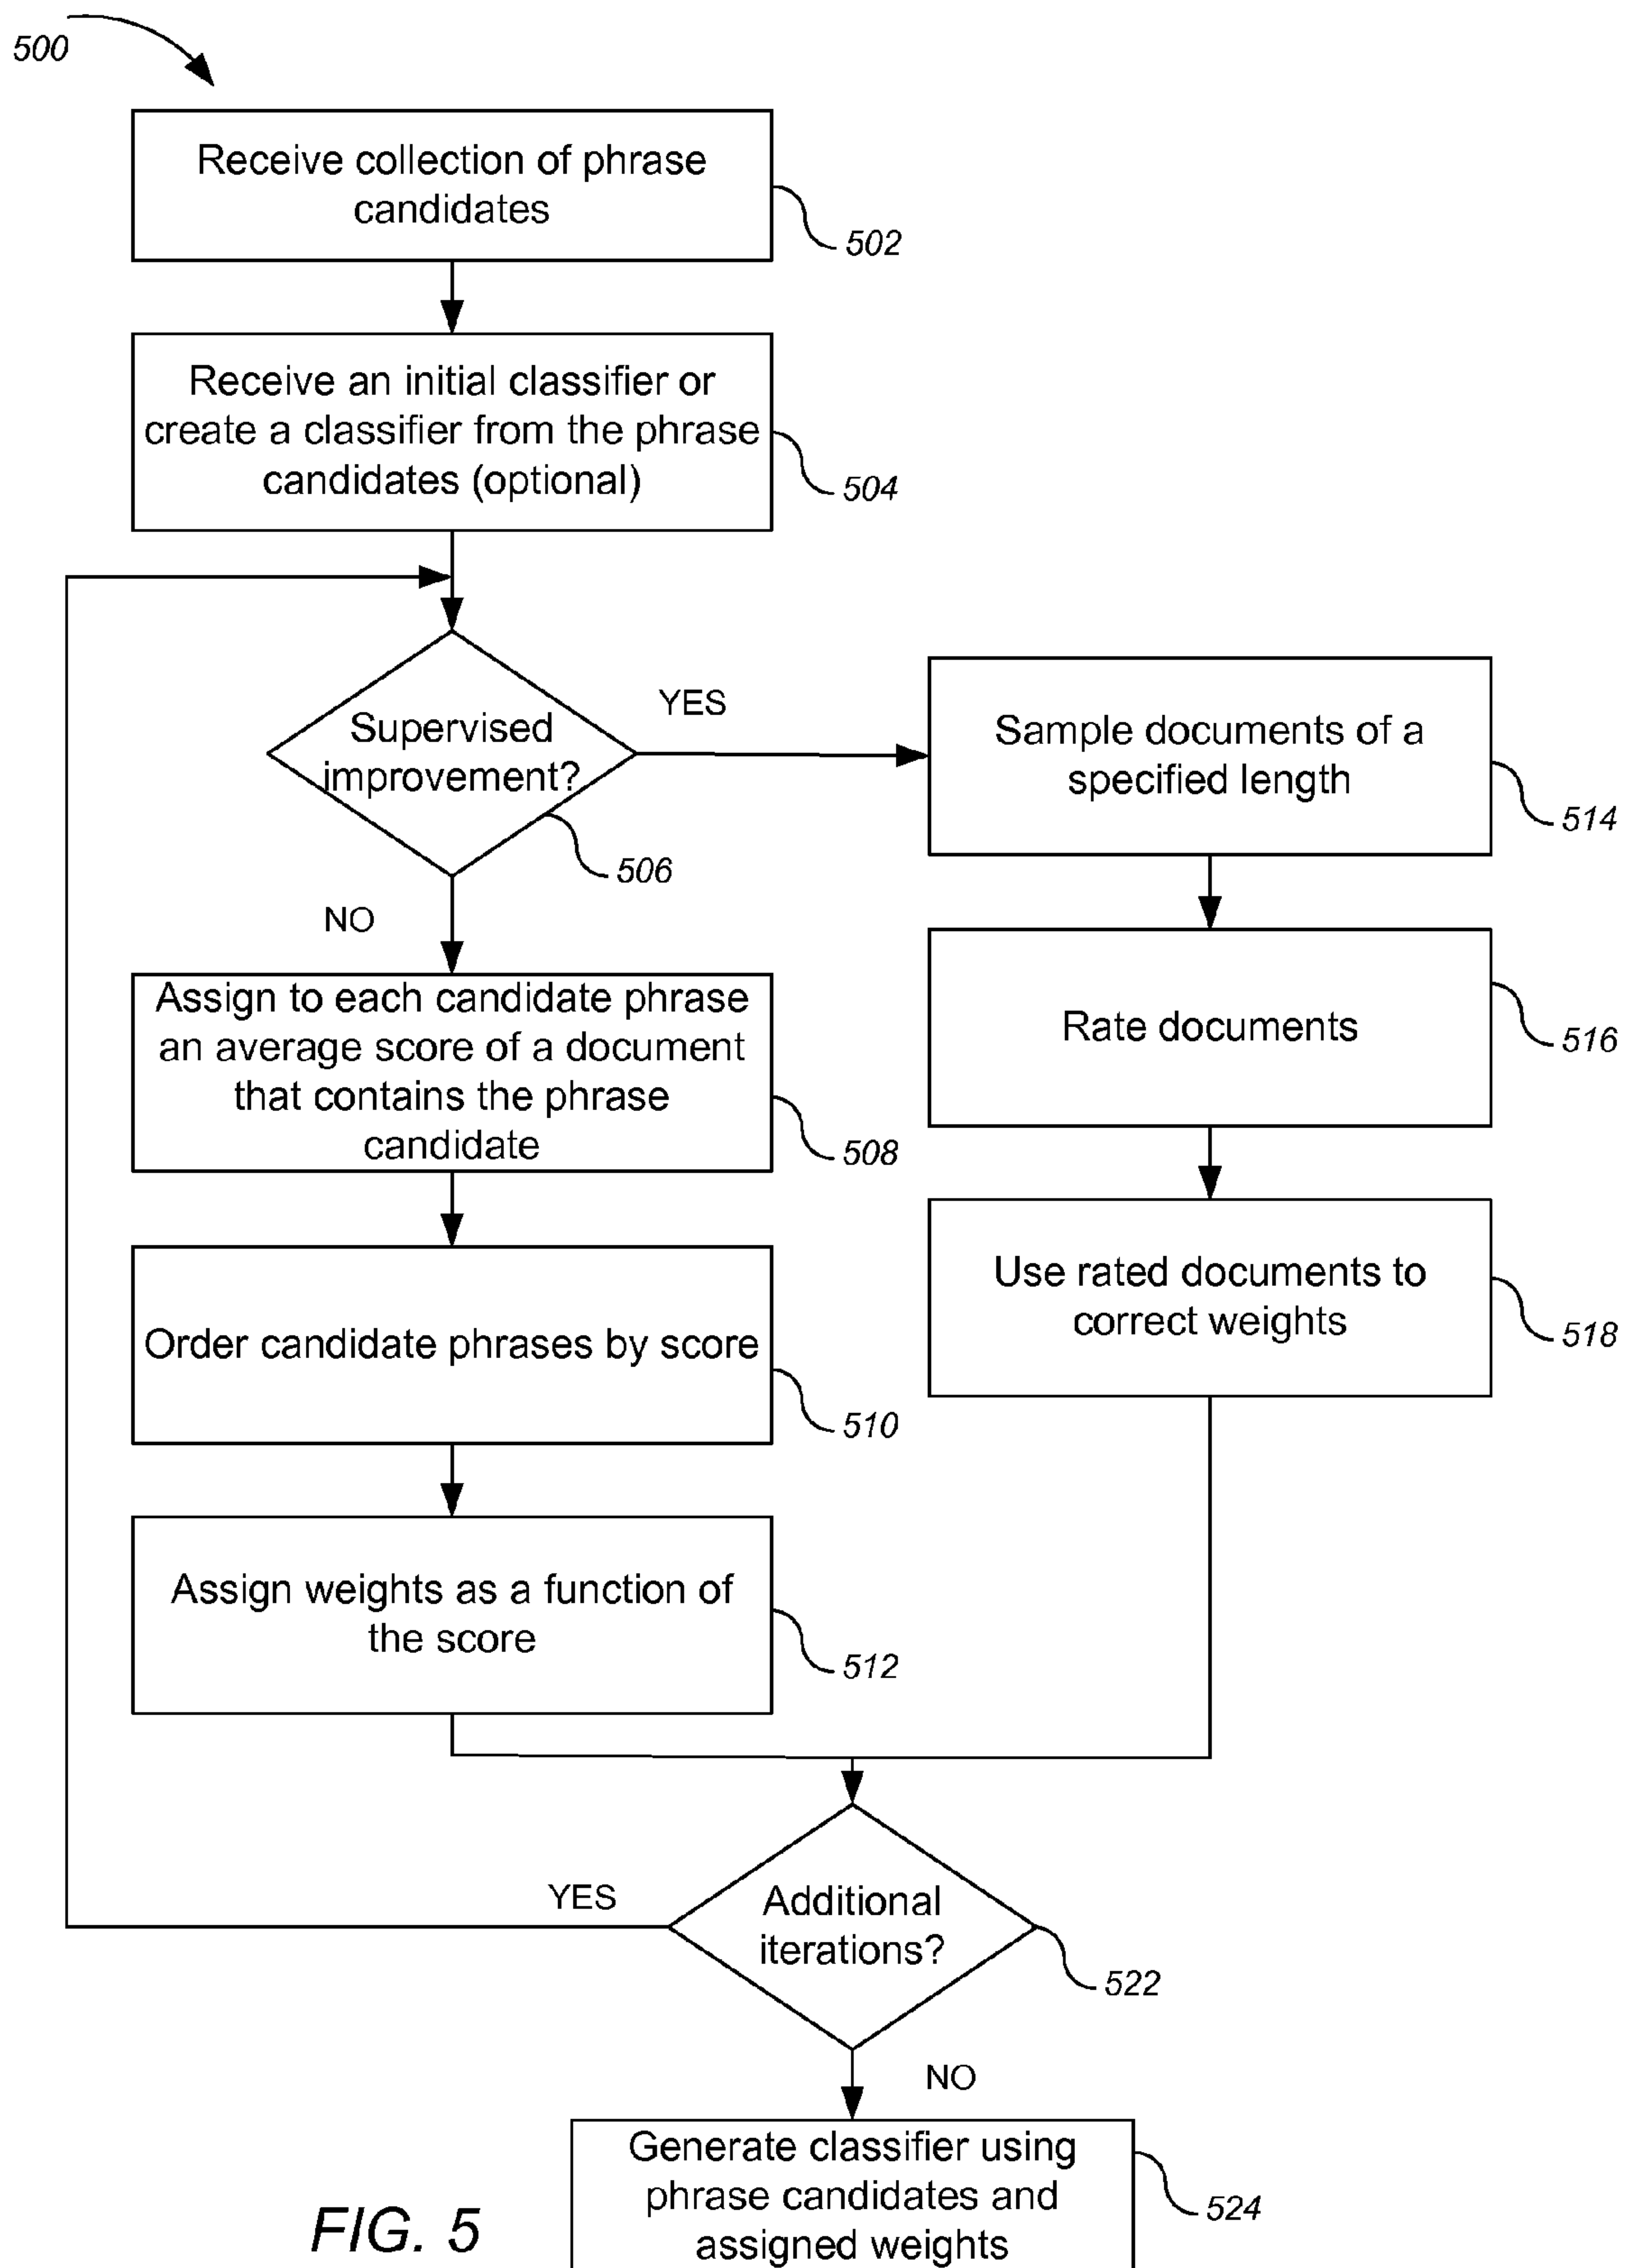 500
Receive collection of phrase
candidates
502
Receive an initial classifier or
create a classifier from the phrase
candidates (optional)
504
Supervised
improvement?
506
YES
NO
Sample documents of a
specified length
514
Rate documents
516
Use rated documents to
correct weights
518
Assign to each candidate phrase
an average score of a document
that contains the phrase
candidate
508
Order candidate phrases by score
510
Assign weights as a function of
the score
512
Additional
iterations?
522
YES
NO
Generate classifier using
phrase candidates and
assigned weights
524
FIG. 5